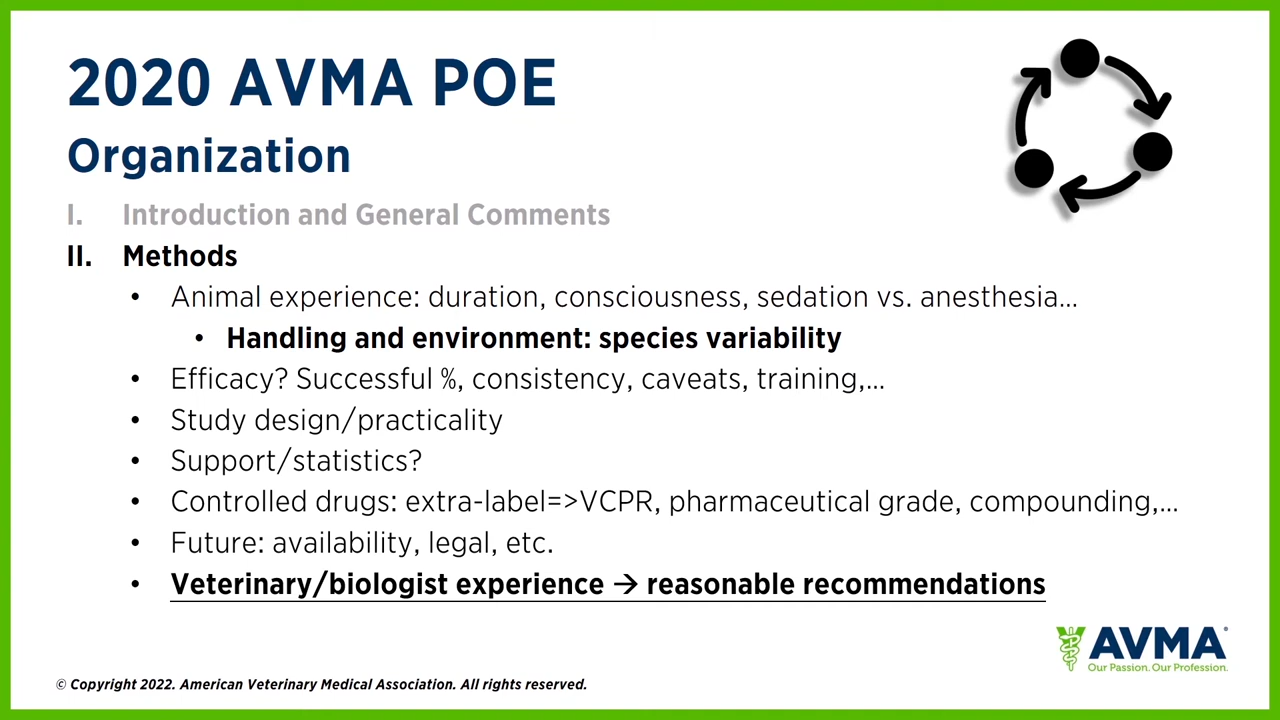 2020 AVMA POE
Organization
I. Introduction and General Comments
II. Methods
• Animal experience: duration, consciousness, sedation vs. anesthesia...
• Handling and environment: species variability
• Efficacy? Successful %, consistency, caveats, training,...
• Study design/practicality
• Support/statistics?
• Controlled drugs: extra-label=>VCPR, pharmaceutical grade, compounding,...
• Future: availability, legal, etc.
• Veterinary/biologist experience → reasonable recommendations
AVMA®
Our Passion. Our Profession.
© Copyright 2022. American Veterinary Medical Association. All rights reserved.